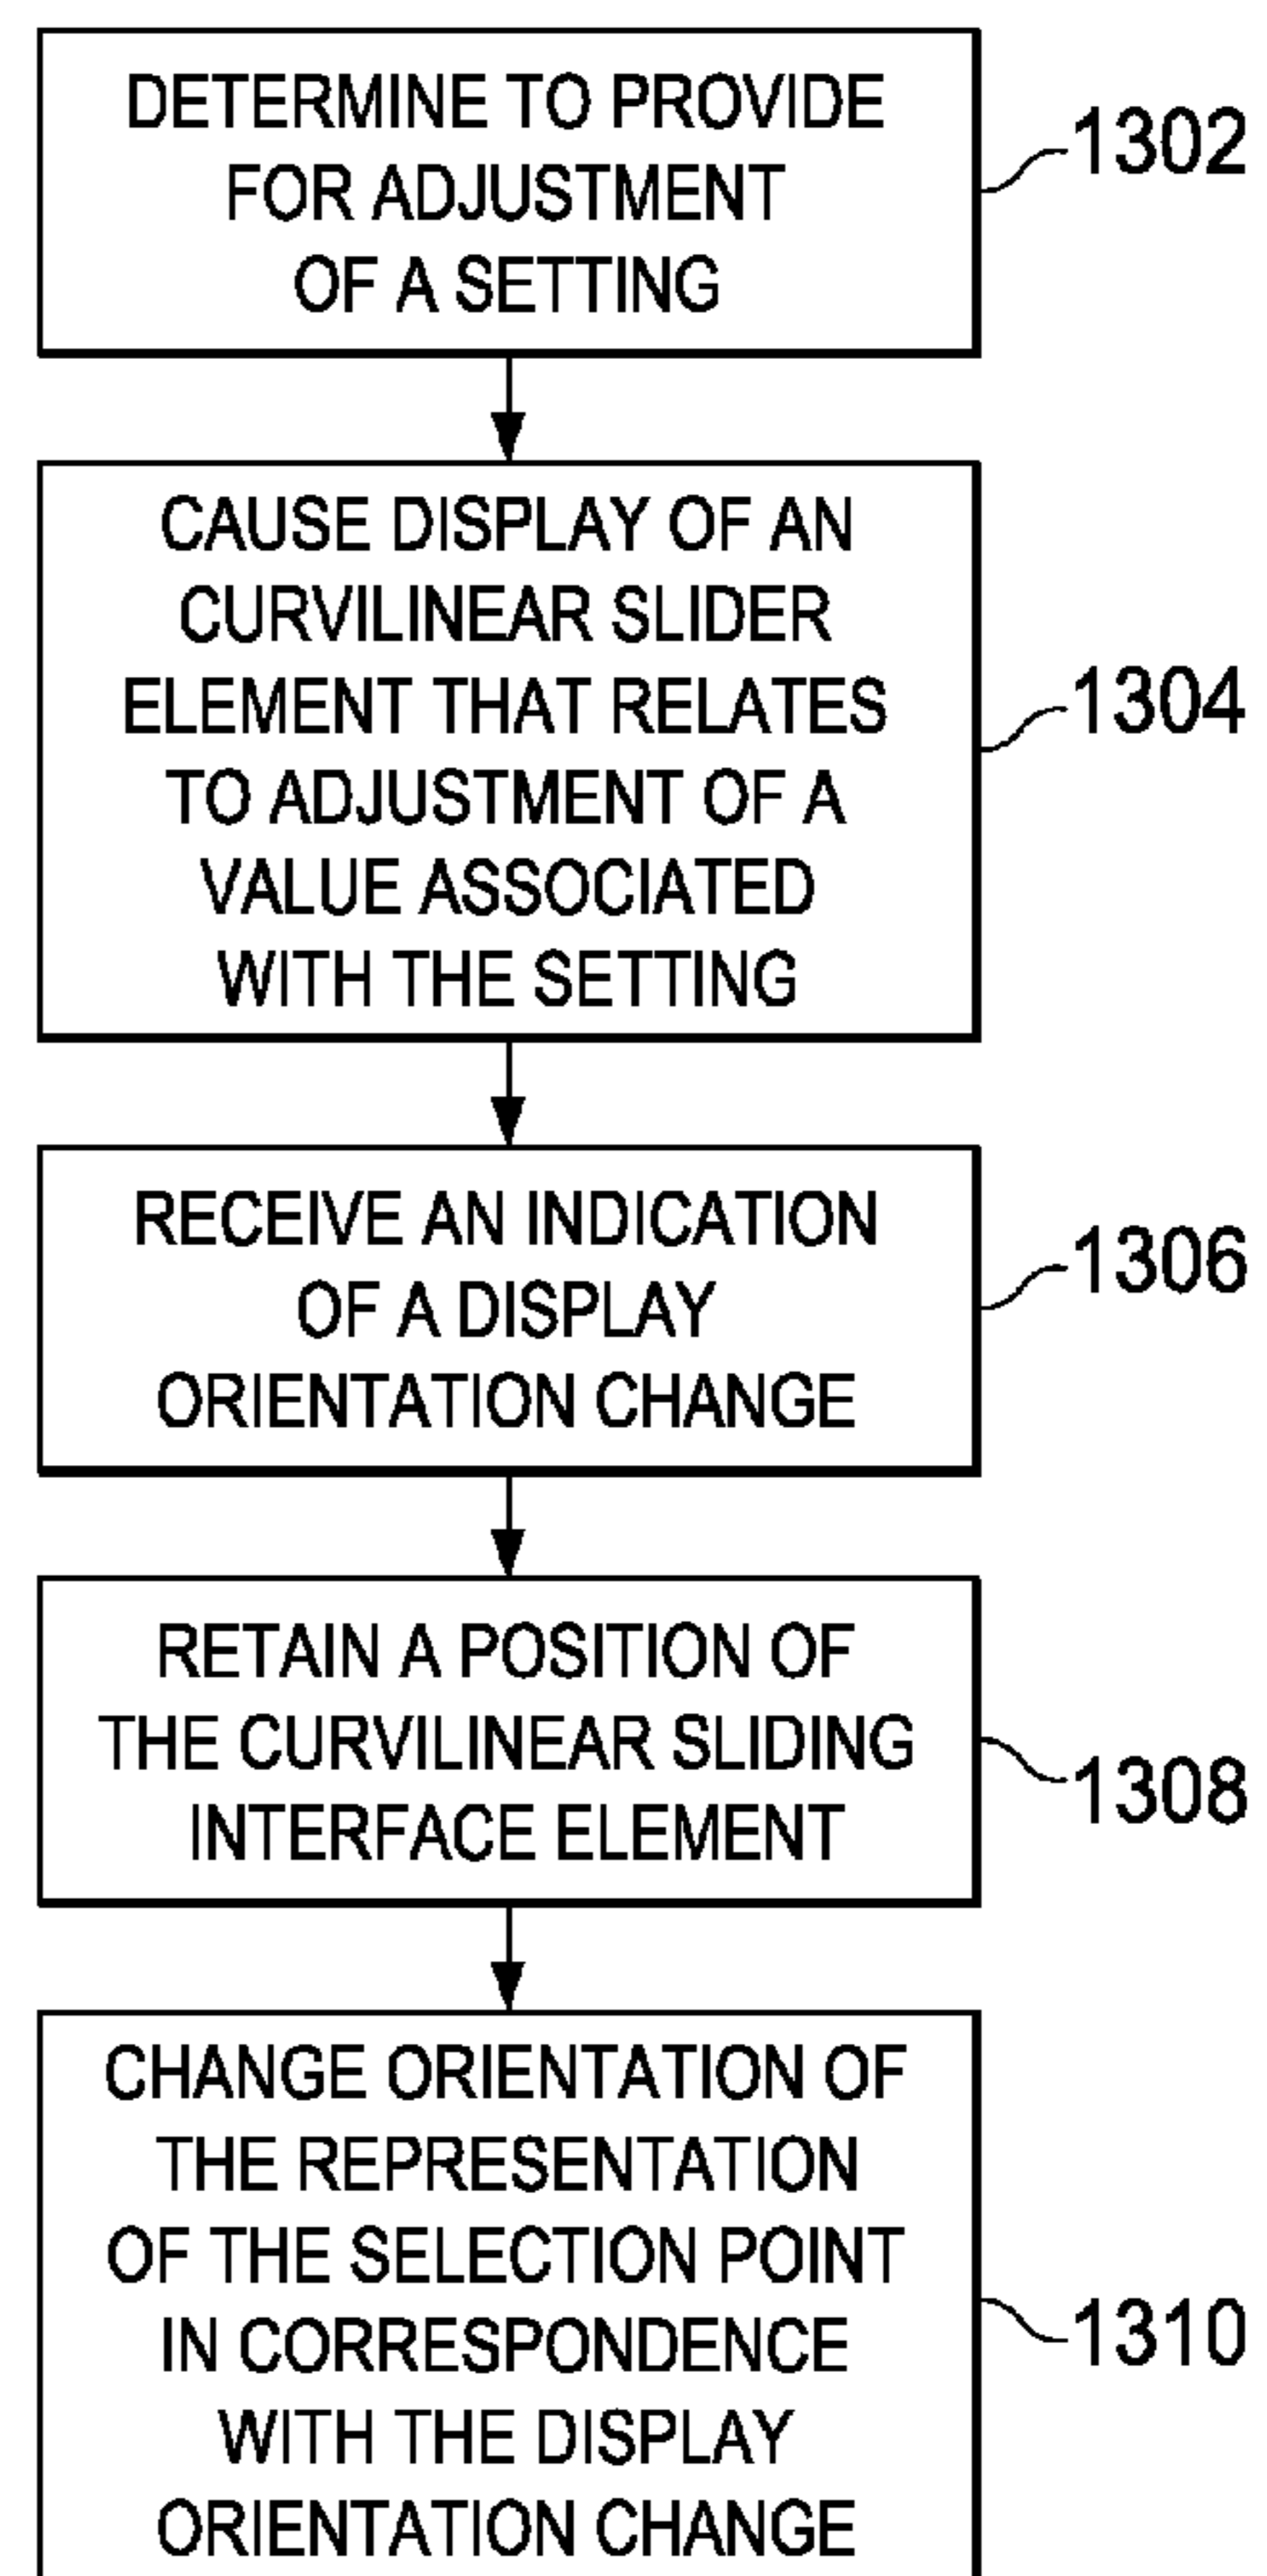 DETERMINE TO PROVIDE
FOR ADJUSTMENT
OF A SETTING
1302
CAUSE DISPLAY OF AN
CURVILINEAR SLIDER
ELEMENT THAT RELATES
TO ADJUSTMENT OF A
VALUE ASSOCIATED
WITH THE SETTING
1304
RECEIVE AN INDICATION
OF A DISPLAY
ORIENTATION CHANGE
1306
RETAIN A POSITION OF
THE CURVILINEAR SLIDING
INTERFACE ELEMENT
1308
CHANGE ORIENTATION OF
THE REPRESENTATION
OF THE SELECTION POINT
IN CORRESPONDENCE
WITH THE DISPLAY
ORIENTATION CHANGE
1310